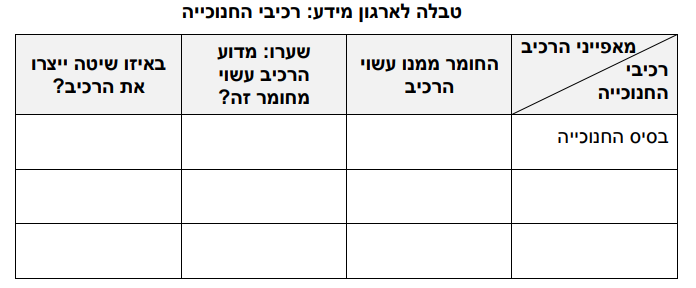 טבלה לארגון מידע: רכיבי החנוכייה
מאפייני הרכיב
רכיבי
החנוכייה
החומר ממנו עשוי
הרכיב
שערו: מדוע
הרכיב עשוי
מחומר זה?
באיזו שיטה ייצרו
את הרכיב?
בסיס החנוכייה